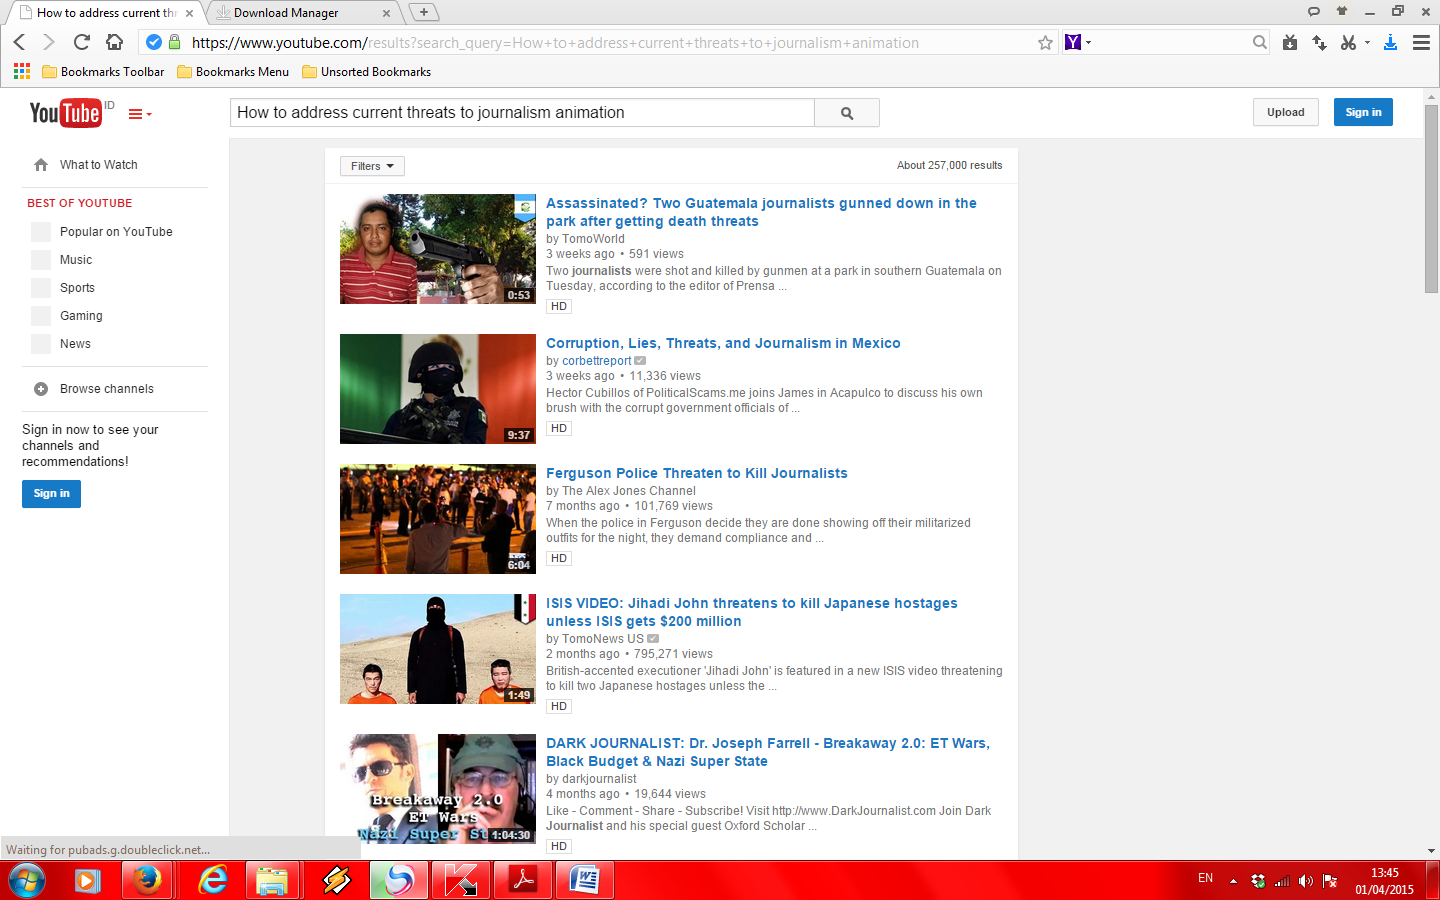 How to address current thr
Download Manager
https://www.youtube.com/results?search_query=How+to+address+current+threats+to+journalism+animation
Bookmarks Toolbar
Bookmarks Menu
Unsorted Bookmarks
YouTube ID
How to address current threats to journalism animation
Upload
Sign in
What to Watch
BEST OF YOUTUBE
Popular on YouTube
Music
Sports
Gaming
News
Browse channels
Sign in now to see your
channels and
recommendations!
Sign in
Filters
About 257,000 results
0:53
Assassinated? Two Guatemala journalists gunned down in the
park after getting death threats
by TomoWorld
3 weeks ago • 591 views
Two journalists were shot and killed by gunmen at a park in southern Guatemala on
Tuesday, according to the editor of Prensa ...
HD
9:37
Corruption, Lies, Threats, and Journalism in Mexico
by corbettreport
3 weeks ago • 11,336 views
Hector Cubillos of PoliticalScams.me joins James in Acapulco to discuss his own
brush with the corrupt government officials of ...
HD
6:04
Ferguson Police Threaten to Kill Journalists
by The Alex Jones Channel
7 months ago • 101,769 views
When the police in Ferguson decide they are done showing off their militarized
outfits for the night, they demand compliance and ...
HD
1:49
ISIS VIDEO: Jihadi John threatens to kill Japanese hostages
unless ISIS gets $200 million
by TomoNews US
2 months ago • 795,271 views
British-accented executioner 'Jihadi John' is featured in a new ISIS video threatening
to kill two Japanese hostages unless the ...
HD
Breakaway 2.0
ET Wars
Nazi Super St
1:04:30
DARK JOURNALIST: Dr. Joseph Farrell - Breakaway 2.0: ET Wars,
Black Budget & Nazi Super State
by darkjournalist
4 months ago • 19,644 views
Like - Comment - Share - Subscribe! Visit http://www.DarkJournalist.com Join Dark
Journalist and his special guest Oxford Scholar ...
HD
Waiting for pubads.g.doubleclick.net...
EN
13:45
01/04/2015